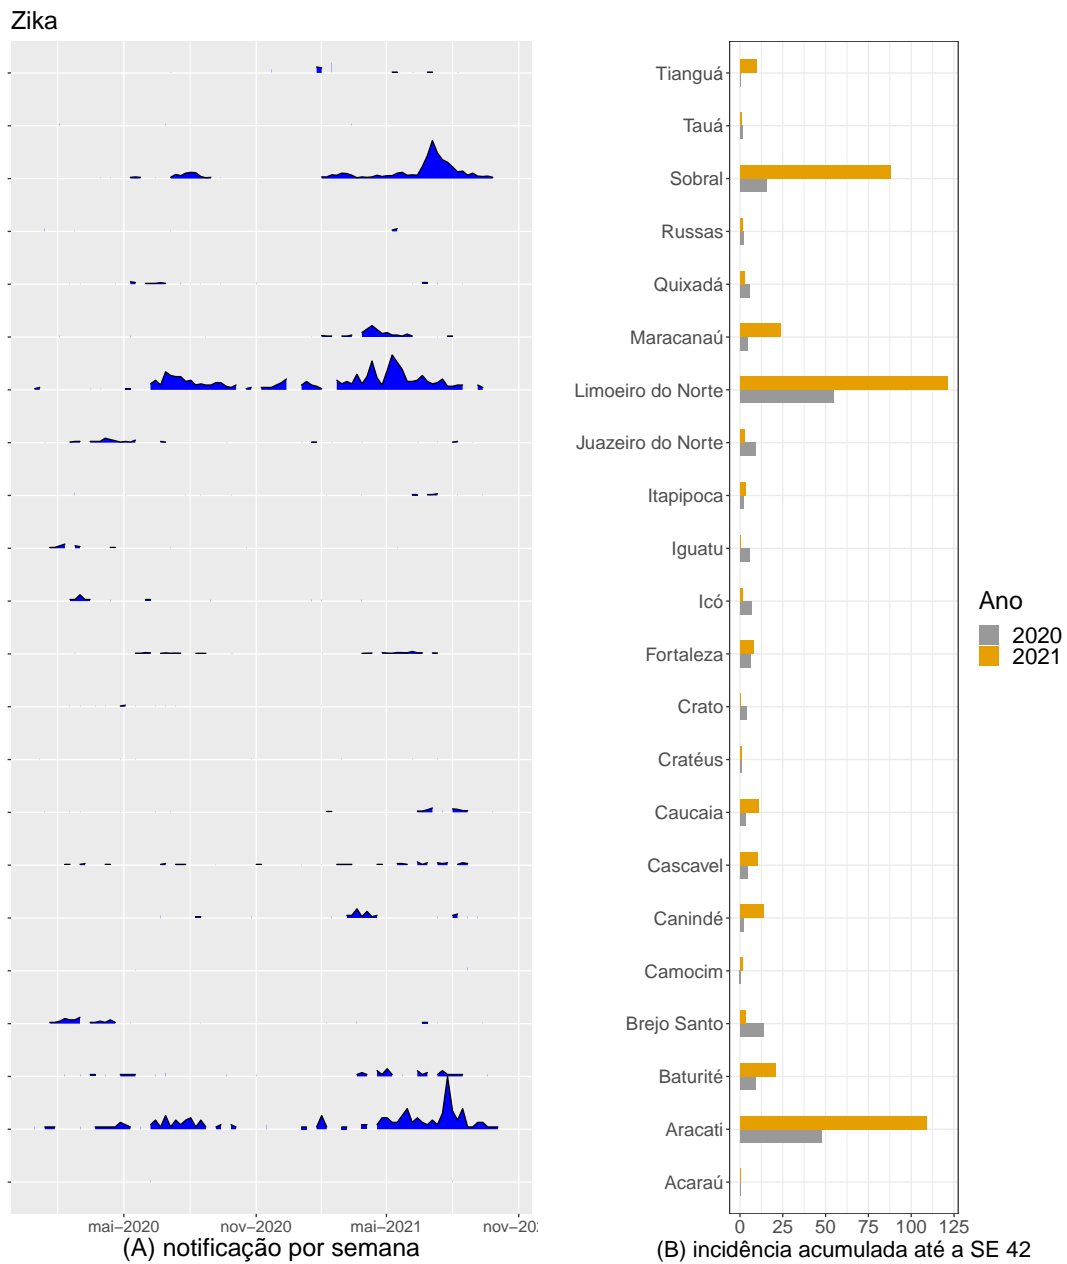 Zika
Tianguá
Tauá
Sobral
Russas
Quixadá
Maracanaú
Limoeiro do Norte
Juazeiro do Norte
Itapipoca
Iguatu
Icó
Fortaleza
Crato
Cratéus
Caucaia
Cascavel
Canindé
Camocim
Brejo Santo
Baturité
Aracati
Acaraú
Ano
2020
2021
mai–2020 nov–2020 mai–2021 nov–20
0 25 50 75 100 125
(A) notificação por semana
(B) incidência acumulada até a SE 42